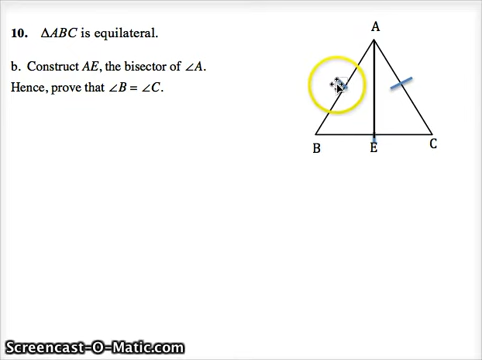 10. ΔABC is equilateral.
b. Construct AE, the bisector of ∠A.
Hence, prove that ∠B = ∠C.
A
B
E
C
Screencast-O-Matic.com